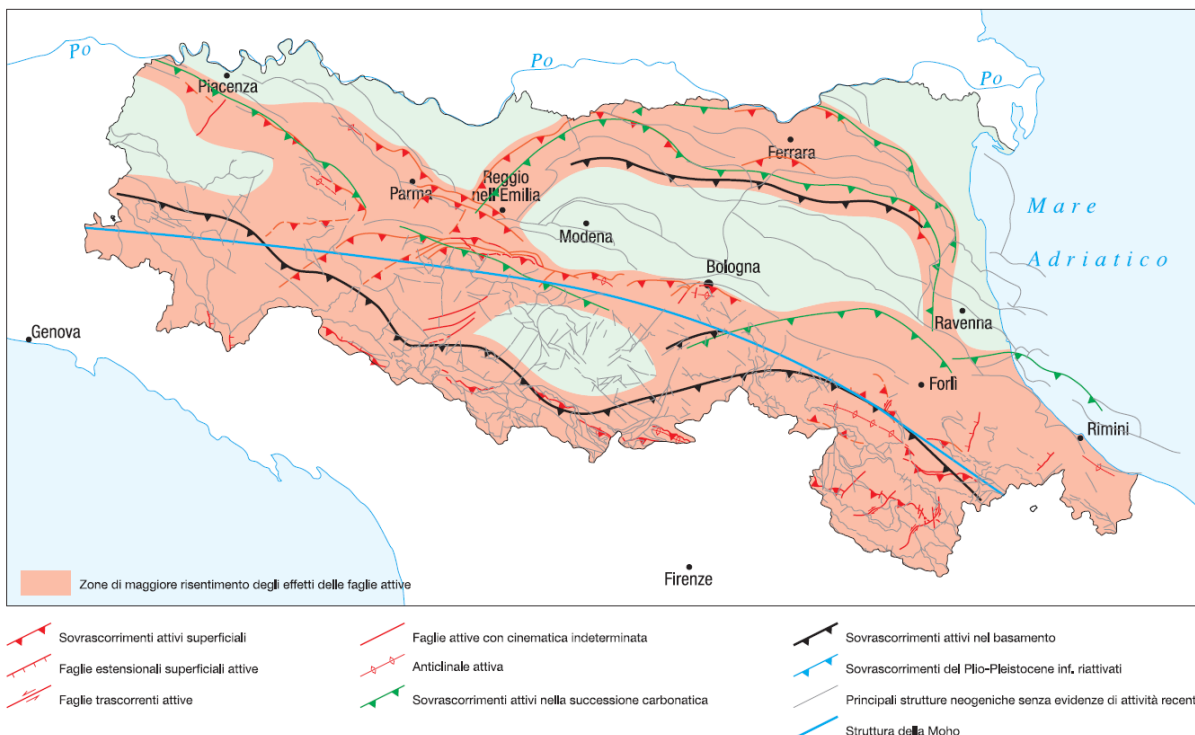 Po
Po
Po
Piacenza
Ferrara
Parma
Reggio
nell'Emilia
Modena
Bologna
Mare
Adriatico
Ravenna
Genova
Forlì
Rimini
Firenze
Zone di maggiore risentimento degli effetti delle faglie attive
Sovrascorrimenti attivi superficiali
Faglie estensionali superficiali attive
Faglie trascorrenti attive
Faglie attive con cinematica indeterminata
Anticlinale attiva
Sovrascorrimenti attivi nella successione carbonatica
Sovrascorrimenti attivi nel basamento
Sovrascorrimenti del Plio-Pleistocene inf. riattivati
Principali strutture neogeniche senza evidenze di attività recent
Struttura della Moho